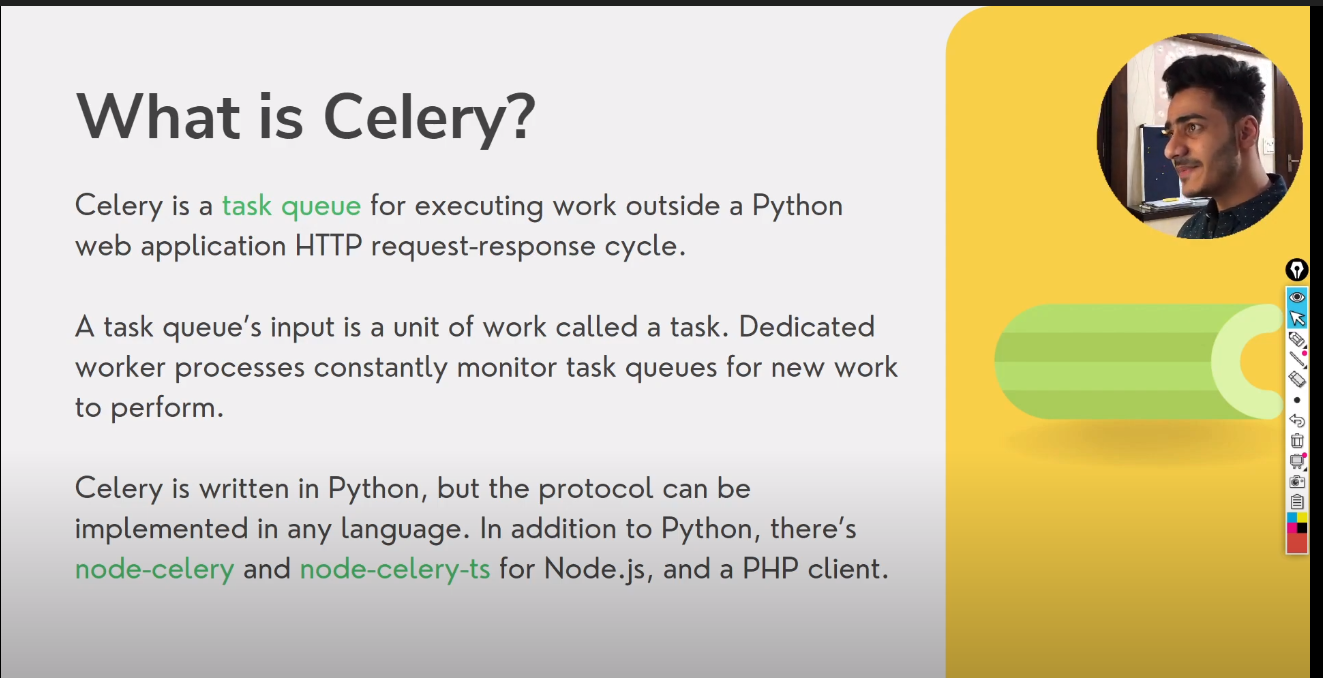 What is Celery?
Celery is a task queue for executing work outside a Python
web application HTTP request-response cycle.
A task queue’s input is a unit of work called a task. Dedicated
worker processes constantly monitor task queues for new work
to perform.
Celery is written in Python, but the protocol can be
implemented in any language. In addition to Python, there’s
node-celery and node-celery-ts for Node.js, and a PHP client.